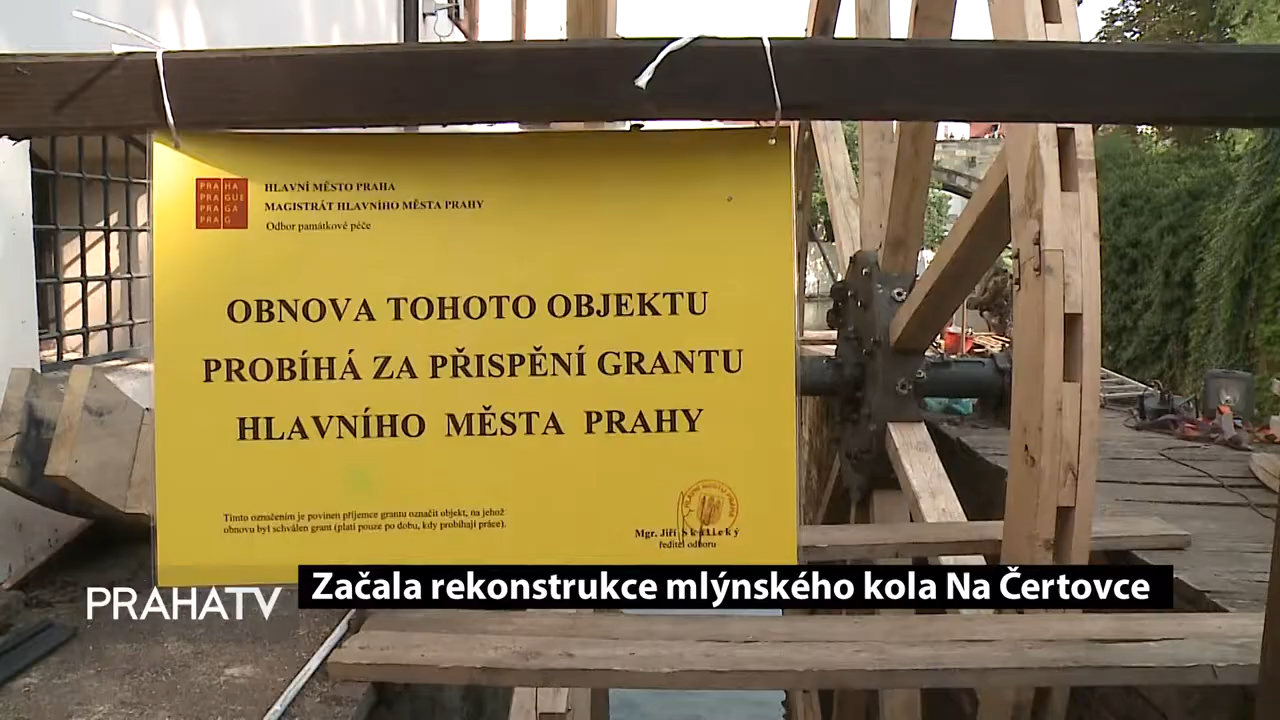 PRA HA
PRA GUE
PRA GA
PRA G
HLAVNÍ MĚSTO PRAHA
MAGISTRÁT HLAVNÍHO MĚSTA PRAHY
Odbor památkové péče
OBNOVA TOHOTO OBJEKTU
PROBÍHÁ ZA PŘISPĚNÍ GRANTU
HLAVNÍHO MĚSTA PRAHY
Tímto označením je povinen příjemce grantu označit objekt, na jehož
obnovu byl schválen grant (platí pouze po dobu, kdy probíhají práce).
Mgr. Jiří Skalický
ředitel odboru
PRAHATV
Začala rekonstrukce mlýnského kola Na Čertovce